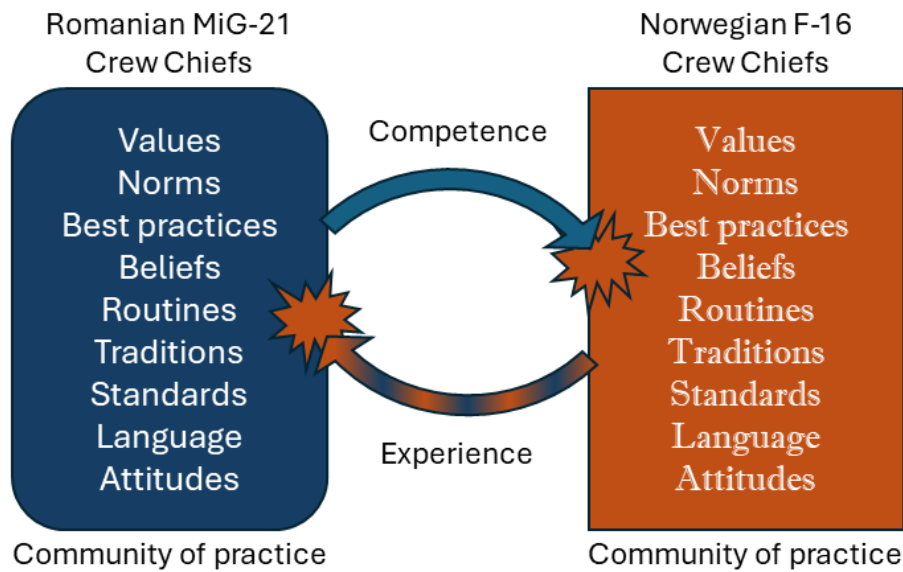 Romanian MiG-21
Crew Chiefs
Values
Norms
Best practices
Beliefs
Routines
Traditions
Standards
Language
Attitudes
Community of practice
Competence
Experience
Norwegian F-16
Crew Chiefs
Values
Norms
Best practices
Beliefs
Routines
Traditions
Standards
Language
Attitudes
Community of practice